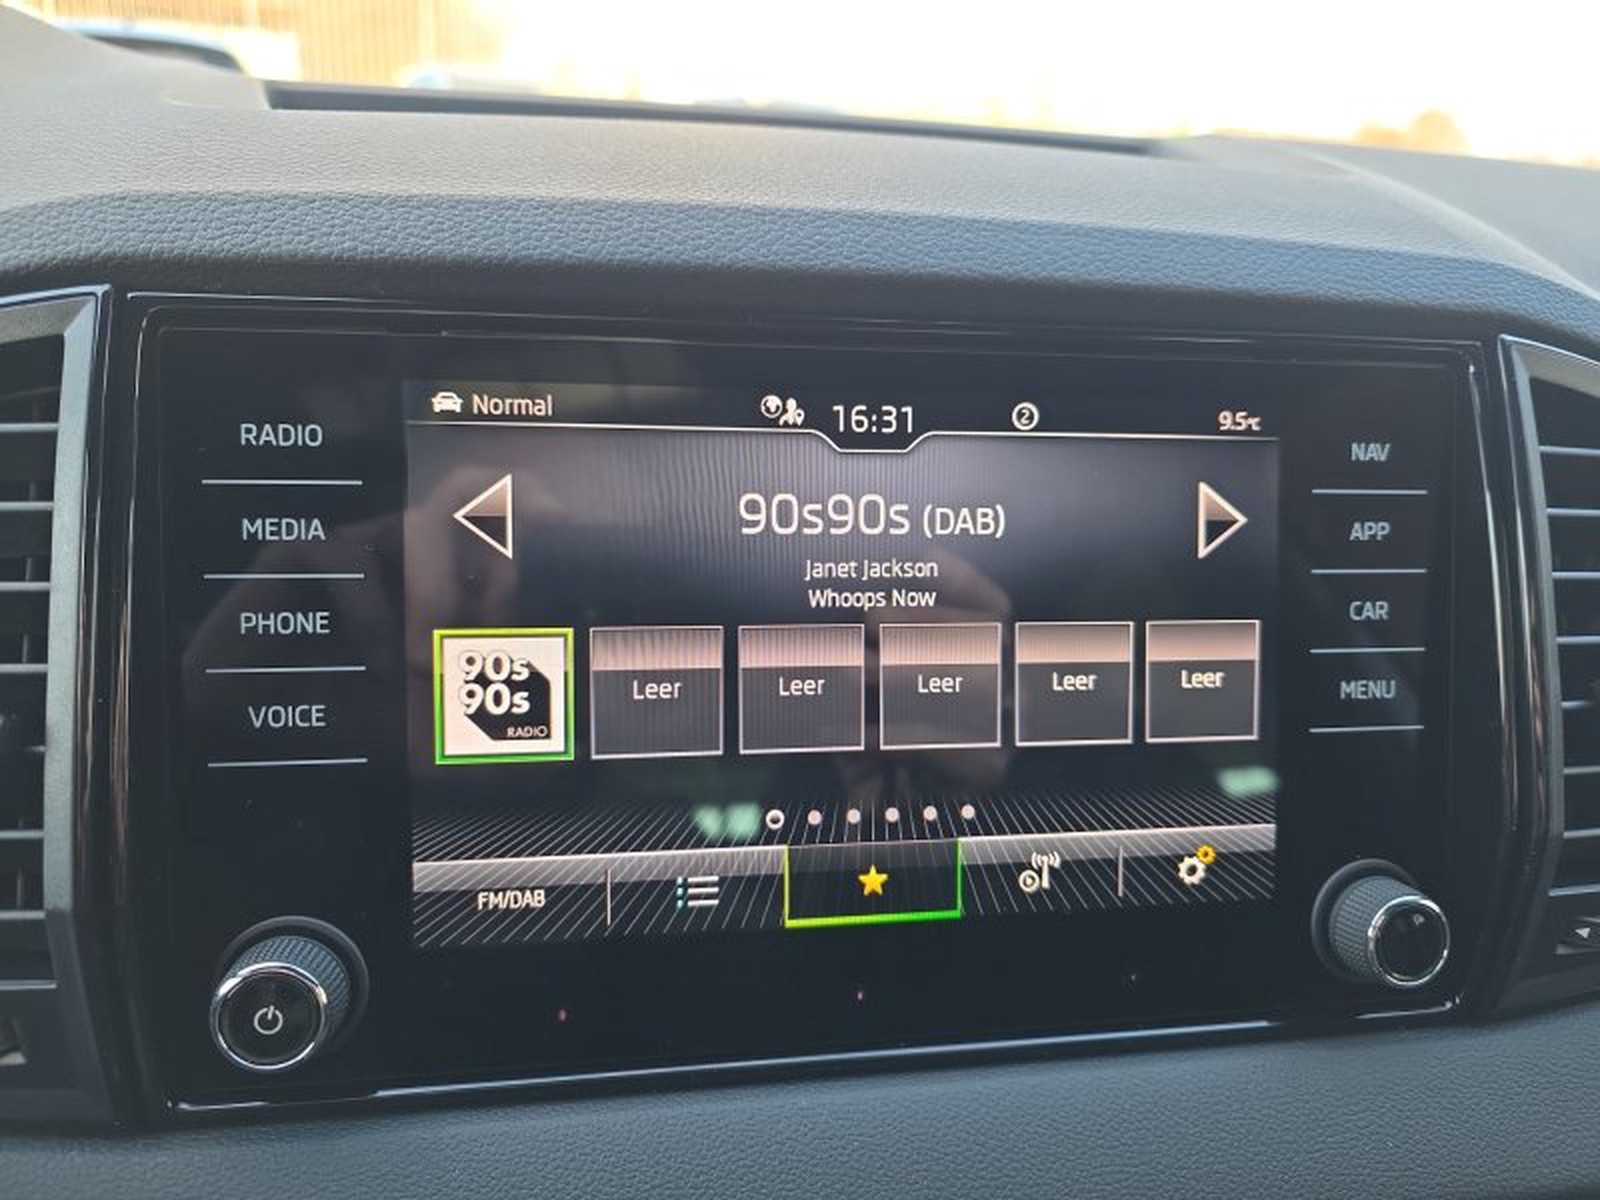 Normal
16:31
2
9.5°C
RADIO
MEDIA
PHONE
VOICE
90s90s (DAB)
Janet Jackson
Whoops Now
90s
90s
RADIO
Leer
Leer
Leer
Leer
Leer
FM/DAB
NAV
APP
CAR
MENU